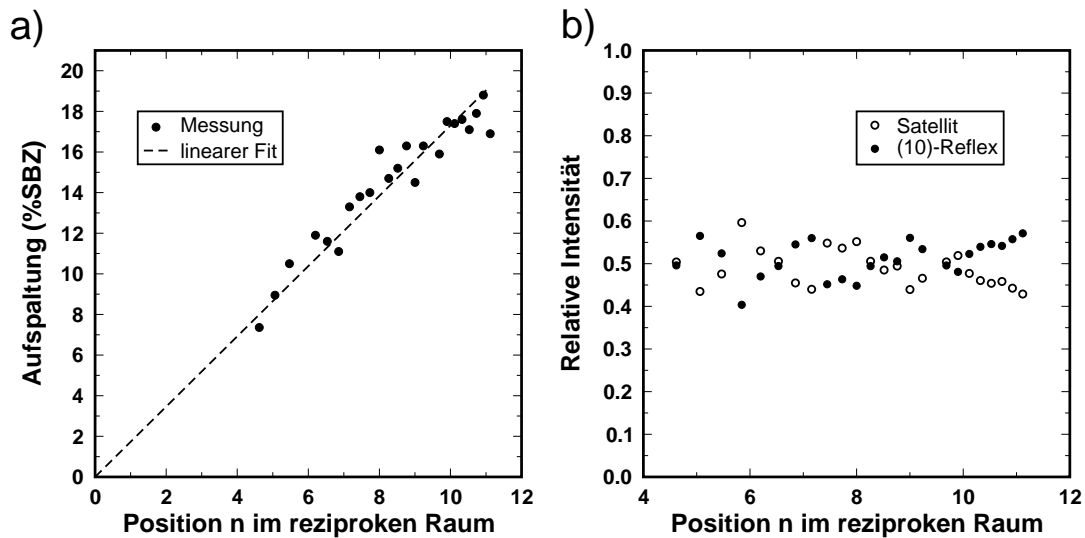 a)
Aufspaltung (%SBZ)
20
18
16
14
12
10
8
6
4
2
0
Messung
linearer Fit
0 2 4 6 8 10 12
Position n im reziproken Raum
b)
Relative Intensität
1.0
0.9
0.8
0.7
0.6
0.5
0.4
0.3
0.2
0.1
0.0
Satellit
(10)-Reflex
4 6 8 10 12
Position n im reziproken Raum